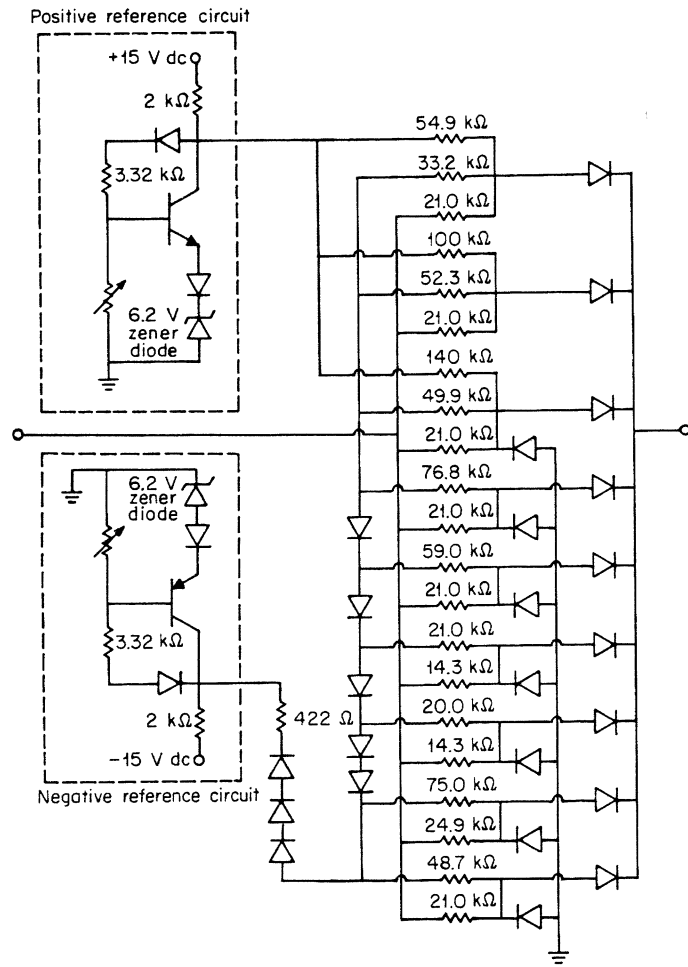 Positive reference circuit
+15 V dc
2 kΩ
3.32 kΩ
6.2 V
zener
diode
54.9 kΩ
33.2 kΩ
21.0 kΩ
100 kΩ
52.3 kΩ
21.0 kΩ
140 kΩ
49.9 kΩ
21.0 kΩ
76.8 kΩ
21.0 kΩ
59.0 kΩ
21.0 kΩ
21.0 kΩ
14.3 kΩ
20.0 kΩ
14.3 kΩ
75.0 kΩ
24.9 kΩ
48.7 kΩ
21.0 kΩ
6.2 V
zener
diode
3.32 kΩ
2 kΩ
422 Ω
-15 V dc
Negative reference circuit